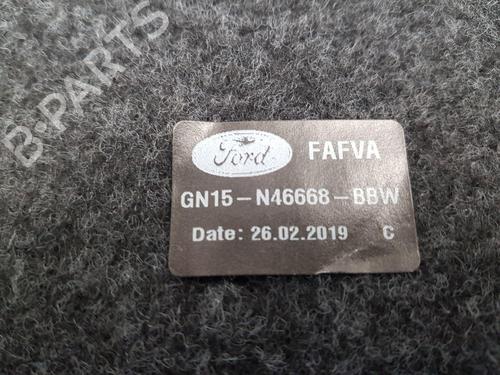 B-PARTS
Ford FAFVA
GN15-N46668-BBW
Date: 26.02.2019 C